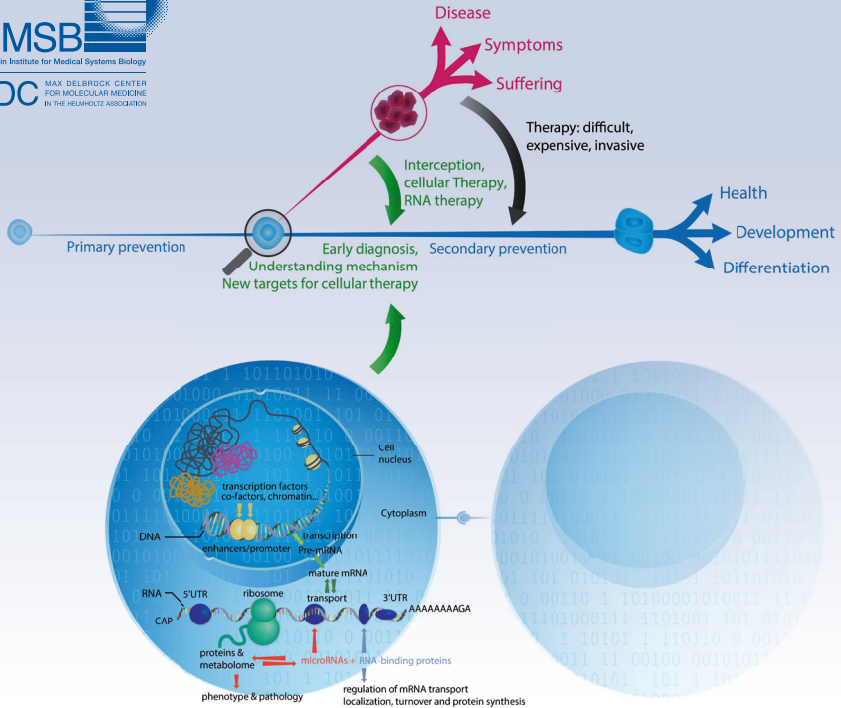 MSB
in Institute for Medical Systems Biology
DC
MAX DELBRÜCK CENTER
FOR MOLECULAR MEDICINE
IN THE HELMHOLTZ ASSOCIATION
Disease
Symptoms
Suffering
Therapy: difficult,
expensive, invasive
Interception,
cellular Therapy,
RNA therapy
Health
Development
Differentiation
Primary prevention
Early diagnosis,
Understanding mechanism
New targets for cellular therapy
Secondary prevention
Cell
nucleus
transcription factors
co-factors, chromatin...
Cytoplasm
DNA
enhancers/promoter
transcription
Pre-mRNA
mature mRNA
RNA
5'UTR
ribosome
transport
3'UTR
CAP
AAAAAAAAGA
proteins &
metabolome
microRNAs + RNA-binding proteins
phenotype & pathology
regulation of mRNA transport
localization, turnover and protein synthesis